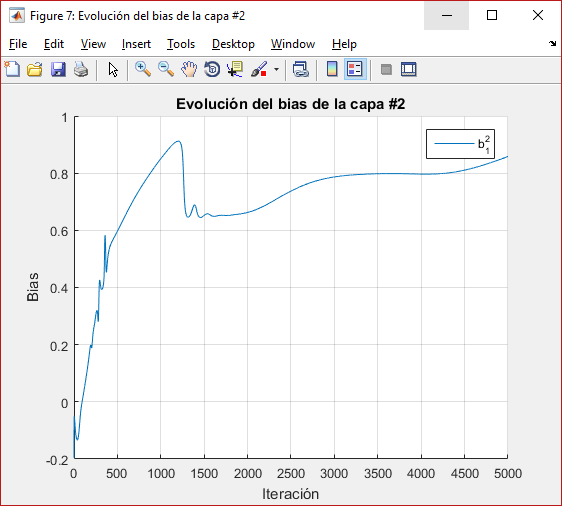 Figure 7: Evolución del bias de la capa #2
File Edit View Insert Tools Desktop Window Help
Evolución del bias de la capa #2
b₁²
1
0.8
0.6
0.4
0.2
0
-0.2
Bias
0 500 1000 1500 2000 2500 3000 3500 4000 4500 5000
Iteración